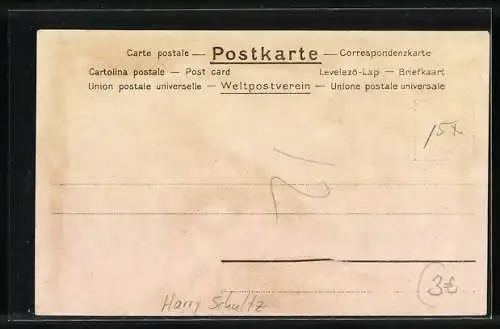 Carte postale — Postkarte — Correspondenzkarte
Cartolina postale — Post card Levelező-Lap — Briefkaart
Union postale universelle — Weltpostverein — Unione postale universale
15x
3€
Harry Schultz